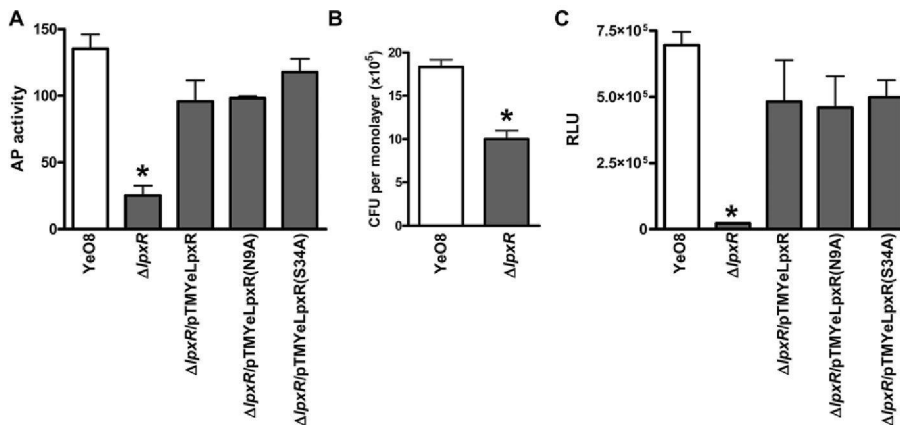 A
AP activity
150
100
50
0
*
YeO8
ΔlpxR
ΔlpxR/pTMYeLpxR
ΔlpxR/pTMYeLpxR(N9A)
ΔlpxR/pTMYeLpxR(S34A)
B
CFU per monolayer (x10⁵)
20
15
10
5
0
*
YeO8
ΔlpxR
C
RLU
7.5×10⁵
5.0×10⁵
2.5×10⁵
0
*
YeO8
ΔlpxR
ΔlpxR/pTMYeLpxR
ΔlpxR/pTMYeLpxR(N9A)
ΔlpxR/pTMYeLpxR(S34A)